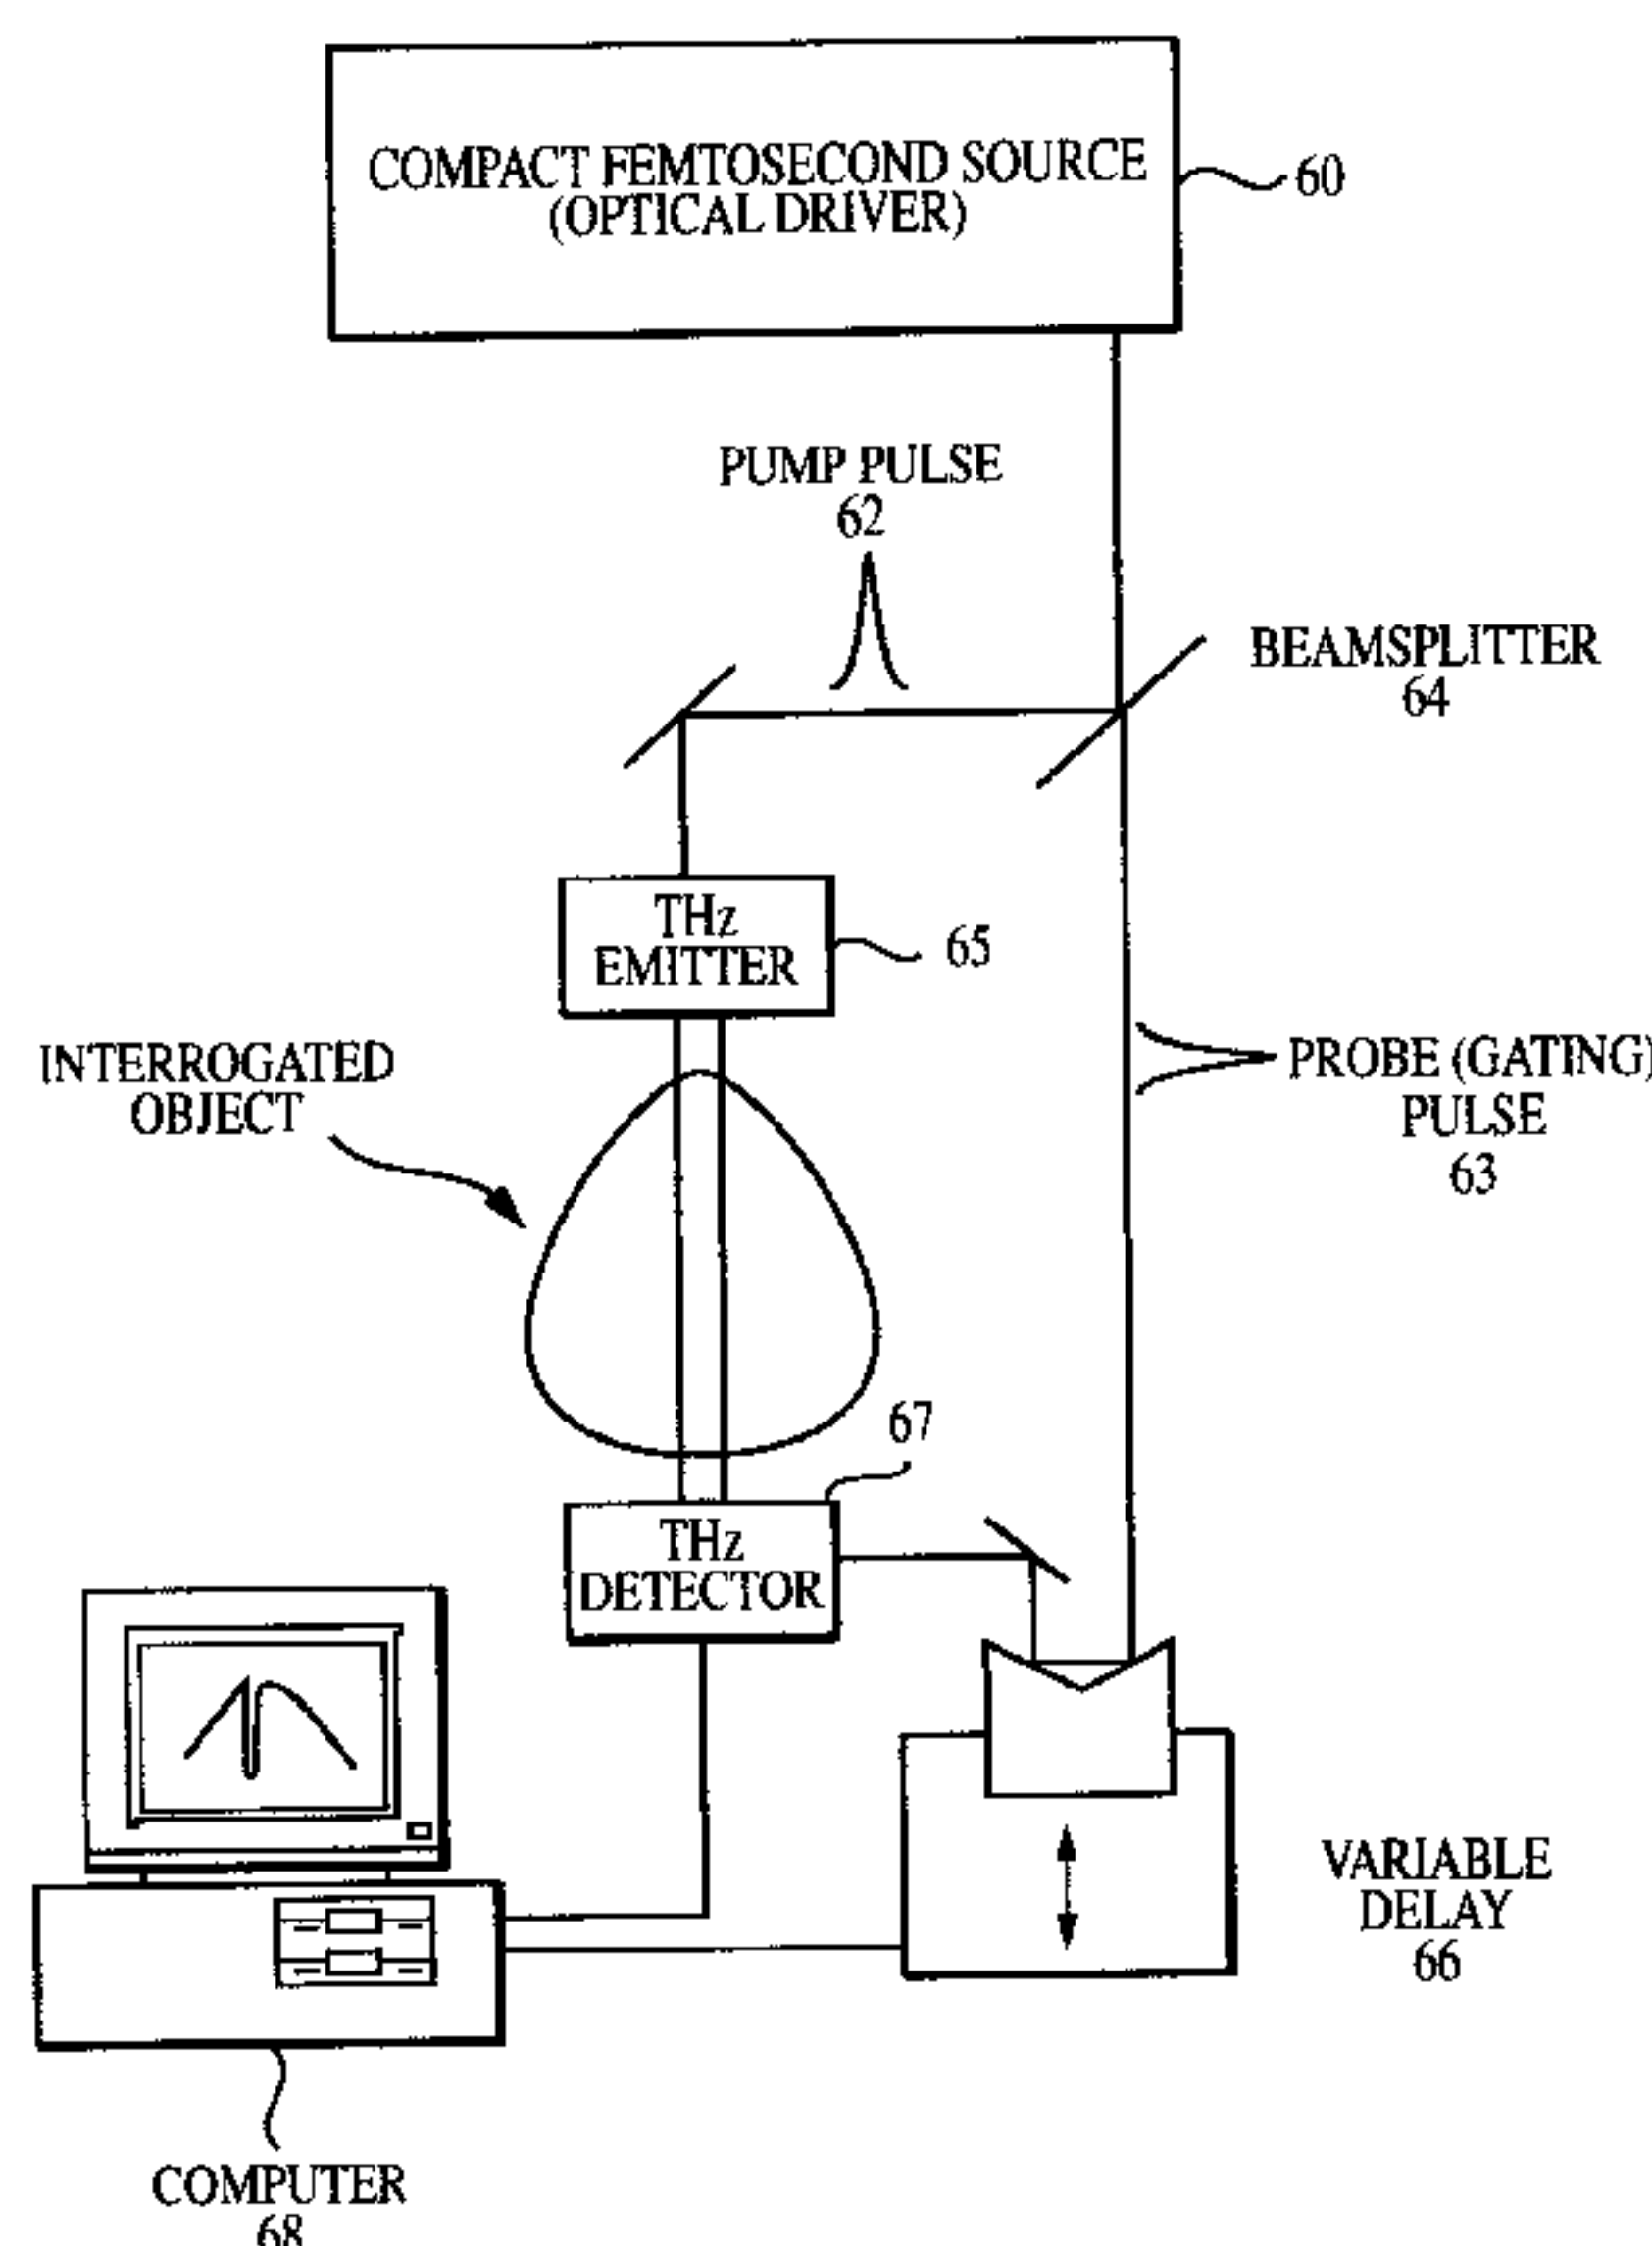 COMPACT FEMTOSECOND SOURCE
(OPTICAL DRIVER)
60
PUMP PULSE
62
BEAMSPLITTER
64
THz
EMITTER
65
INTERROGATED
OBJECT
PROBE (GATING)
PULSE
63
67
THz
DETECTOR
VARIABLE
DELAY
66
COMPUTER
68